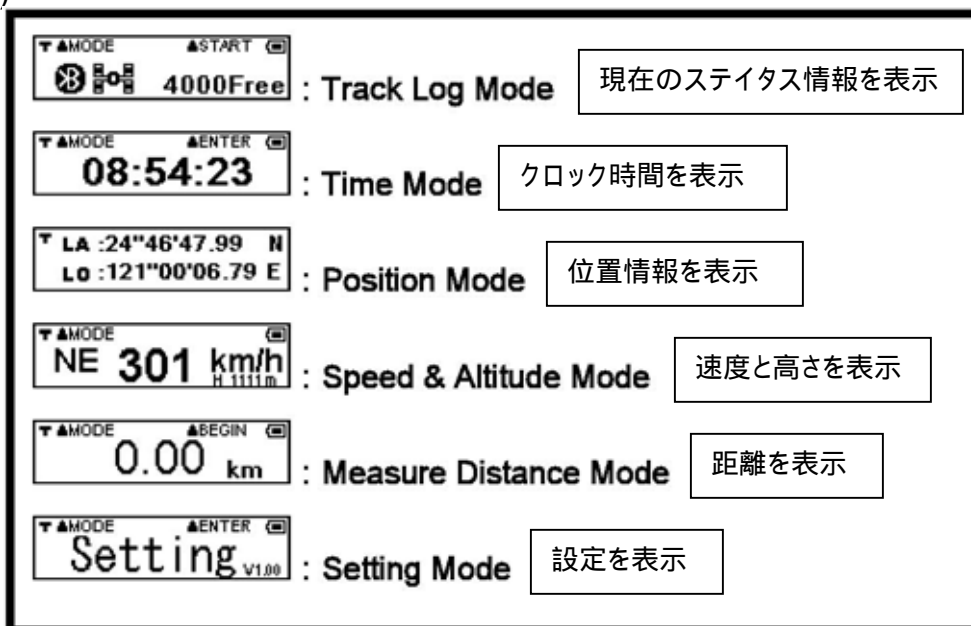 )
MODE START
4000Free : Track Log Mode 現在のステイタス情報を表示
MODE ENTER
08:54:23 : Time Mode クロック時間を表示
LA :24"46'47.99 N
LO :121"00'06.79 E : Position Mode 位置情報を表示
MODE
NE 301 km/h : Speed & Altitude Mode 速度と高さを表示
H 1111m
MODE BEGIN
0.00 km : Measure Distance Mode 距離を表示
MODE ENTER
Setting V1.00 : Setting Mode 設定を表示